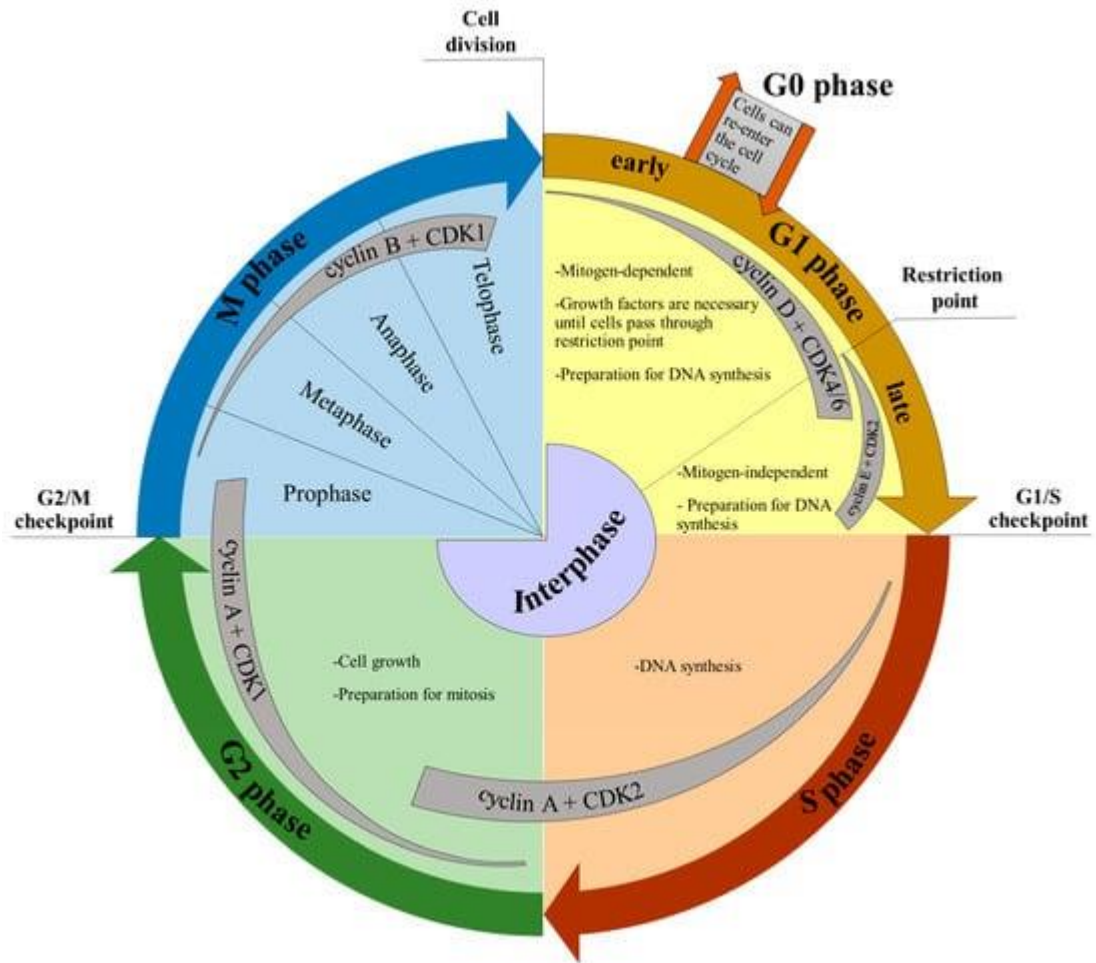 Cell
division
G0 phase
Cells can
re-enter
the cell
cycle
early
G1 phase
late
Restriction
point
cyclin D + CDK4/6
-Mitogen-dependent
-Growth factors are necessary
until cells pass through
restriction point
-Preparation for DNA synthesis
cyclin E + CDK2
-Mitogen-independent
- Preparation for DNA
synthesis
G1/S
checkpoint
M phase
cyclin B + CDK1
Telophase
Anaphase
Metaphase
Prophase
G2/M
checkpoint
Interphase
cyclin A + CDK1
-Cell growth
-Preparation for mitosis
G2 phase
-DNA synthesis
cyclin A + CDK2
S phase